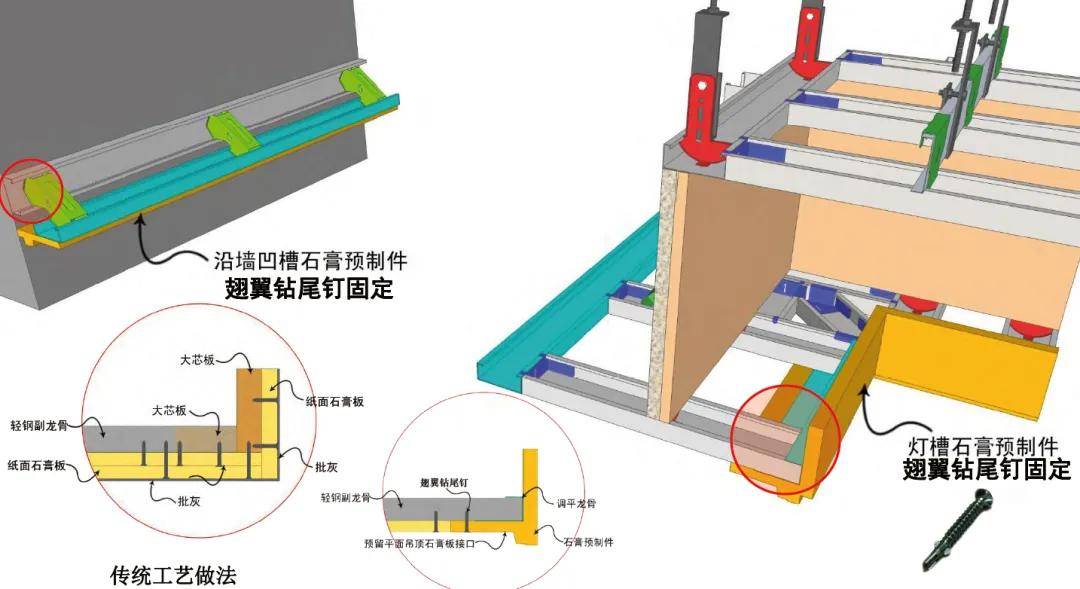 沿墙凹槽石膏预制件
翅翼钻尾钉固定
大芯板
大芯板
纸面石膏板
轻钢副龙骨
纸面石膏板
批灰
批灰
传统工艺做法
翅翼钻尾钉
轻钢副龙骨
调平龙骨
预留平面吊顶石膏板接口
石膏预制件
灯槽石膏预制件
翅翼钻尾钉固定